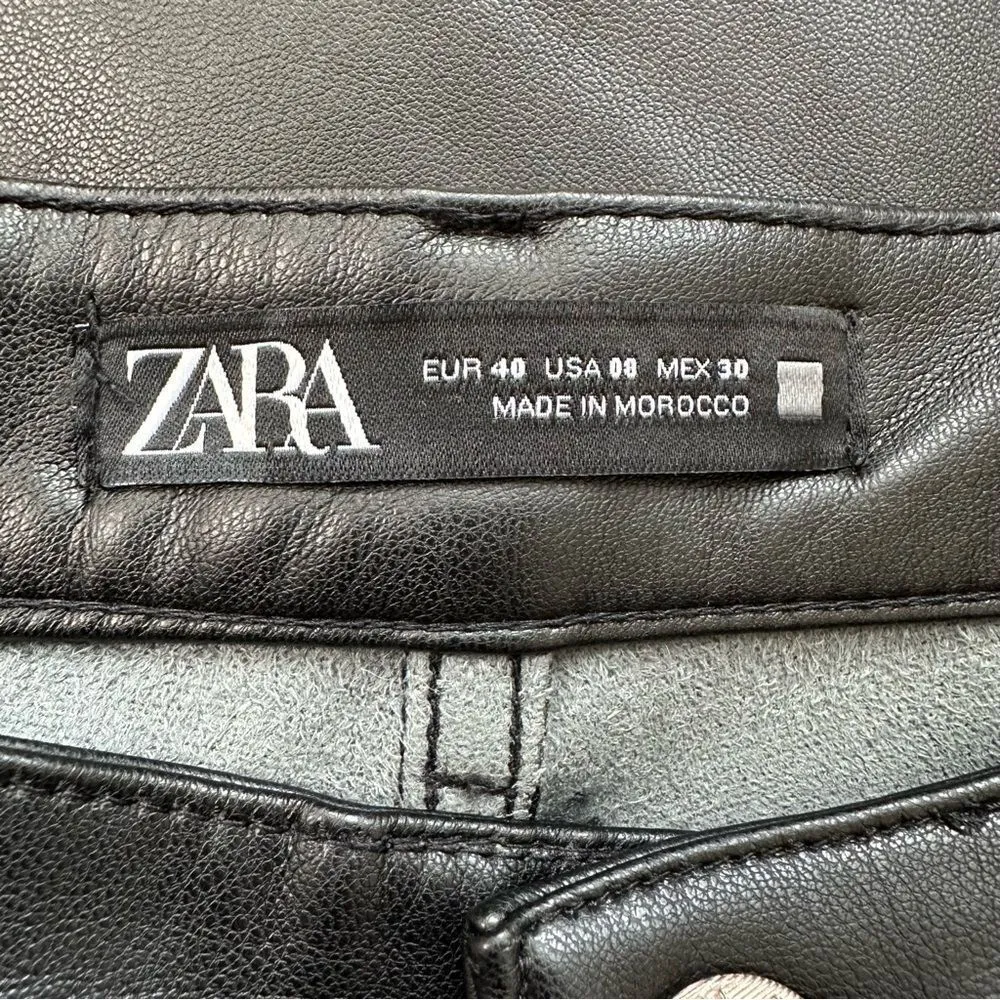 ZARA
EUR 40 USA 08 MEX 30
MADE IN MOROCCO